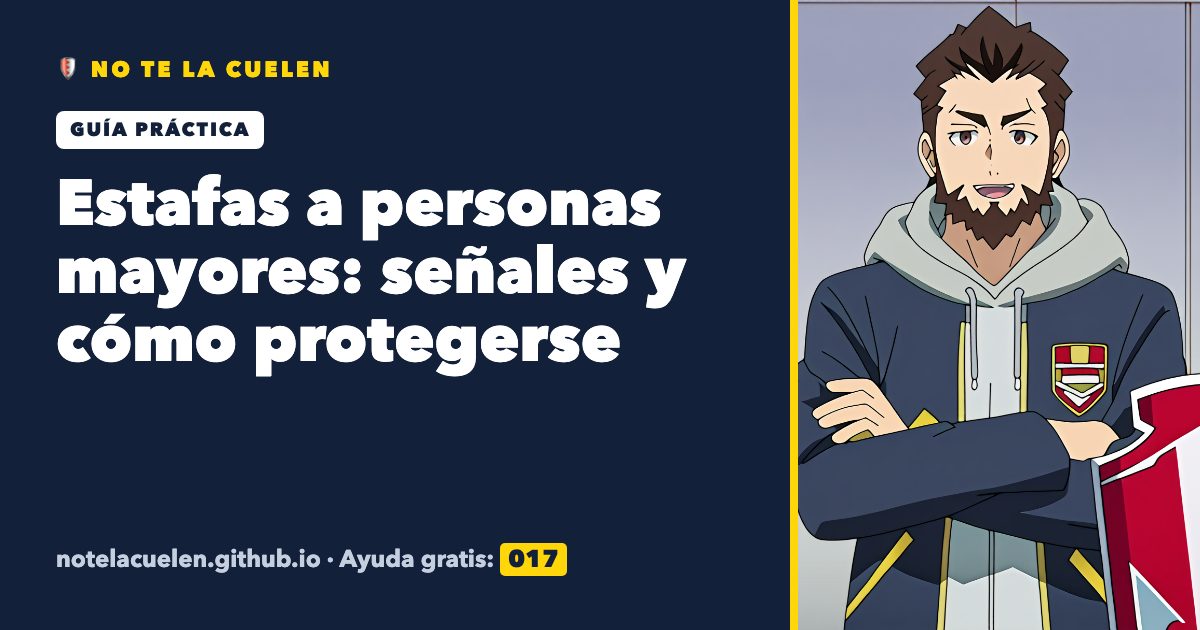 NO TE LA CUELEN
GUÍA PRÁCTICA
Estafas a personas
mayores: señales y
cómo protegerse
notelacuelen.github.io · Ayuda gratis: 017